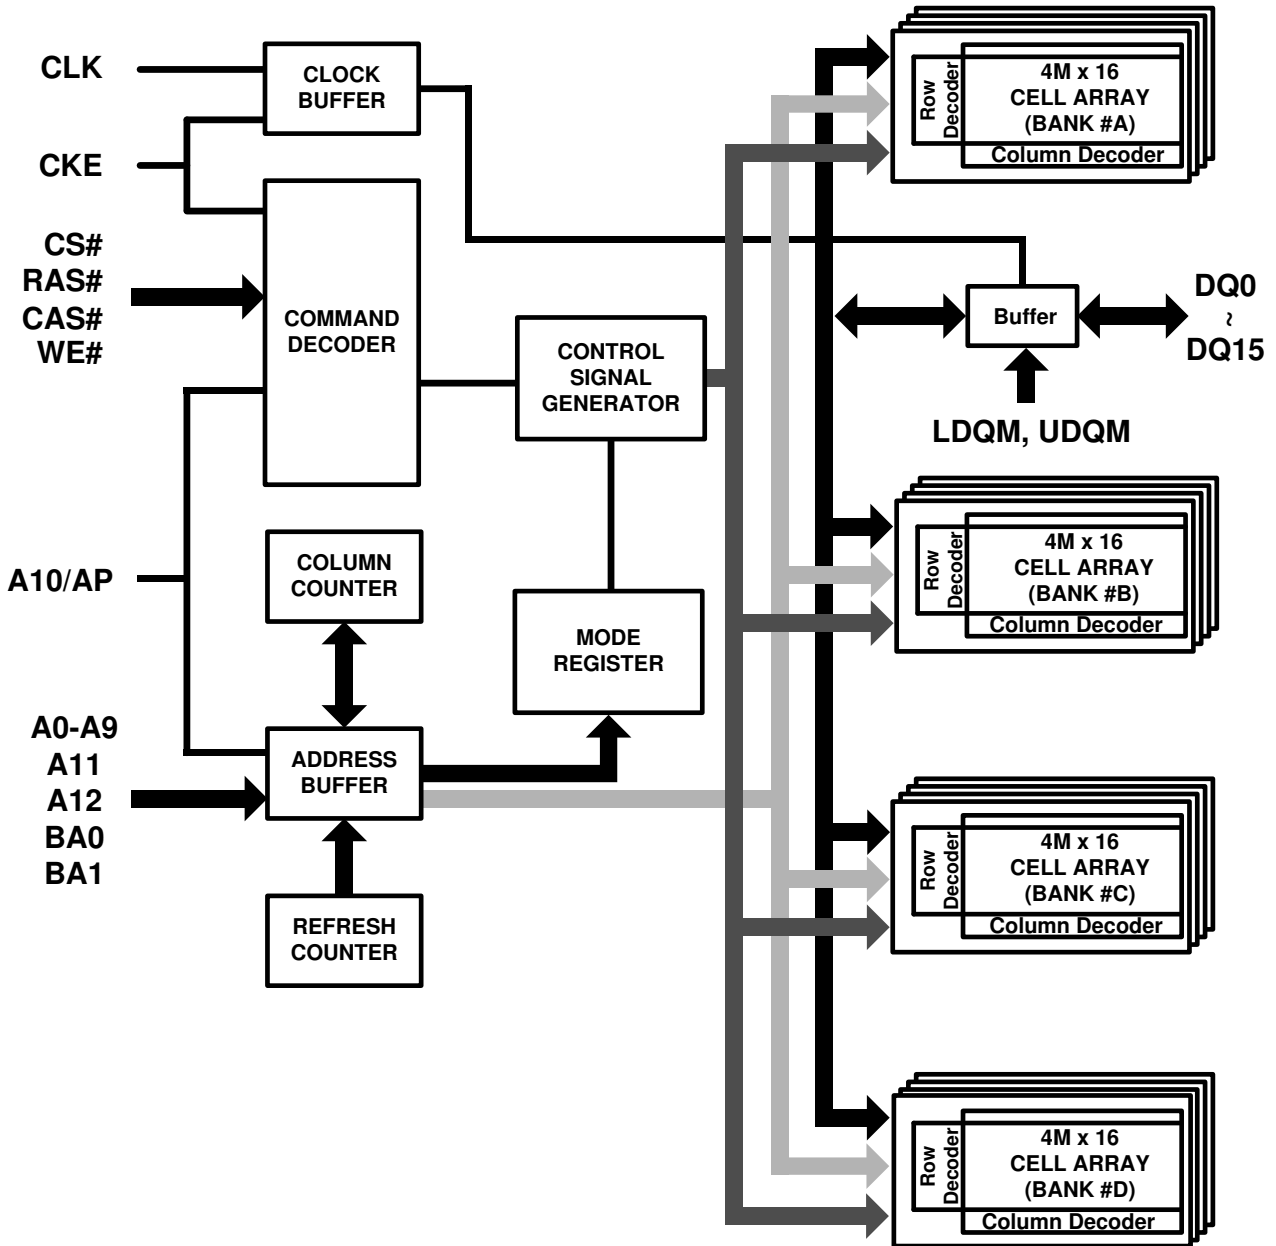 CLK
CKE
CS#
RAS#
CAS#
WE#
A10/AP
A0-A9
A11
A12
BA0
BA1
CLOCK
BUFFER
COMMAND
DECODER
COLUMN
COUNTER
ADDRESS
BUFFER
REFRESH
COUNTER
CONTROL
SIGNAL
GENERATOR
MODE
REGISTER
Row
Decoder
4M x 16
CELL ARRAY
(BANK #A)
Column Decoder
Buffer
DQ0
~
DQ15
LDQM, UDQM
Row
Decoder
4M x 16
CELL ARRAY
(BANK #B)
Column Decoder
Row
Decoder
4M x 16
CELL ARRAY
(BANK #C)
Column Decoder
Row
Decoder
4M x 16
CELL ARRAY
(BANK #D)
Column Decoder